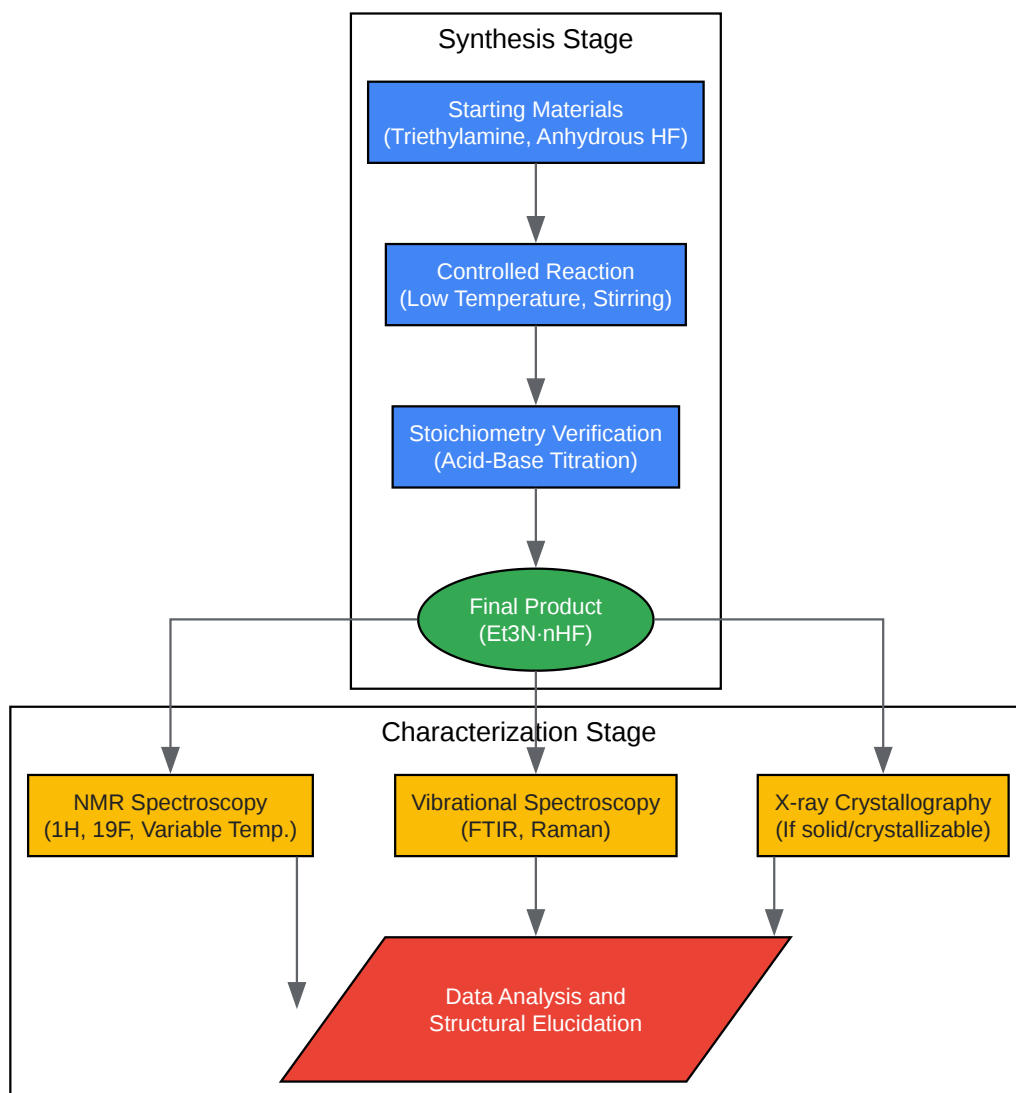 Synthesis Stage
Starting Materials
(Triethylamine, Anhydrous HF)
Controlled Reaction
(Low Temperature, Stirring)
Stoichiometry Verification
(Acid-Base Titration)
Final Product
(Et3N·nHF)
Characterization Stage
NMR Spectroscopy
(1H, 19F, Variable Temp.)
Vibrational Spectroscopy
(FTIR, Raman)
X-ray Crystallography
(If solid/crystallizable)
Data Analysis and
Structural Elucidation